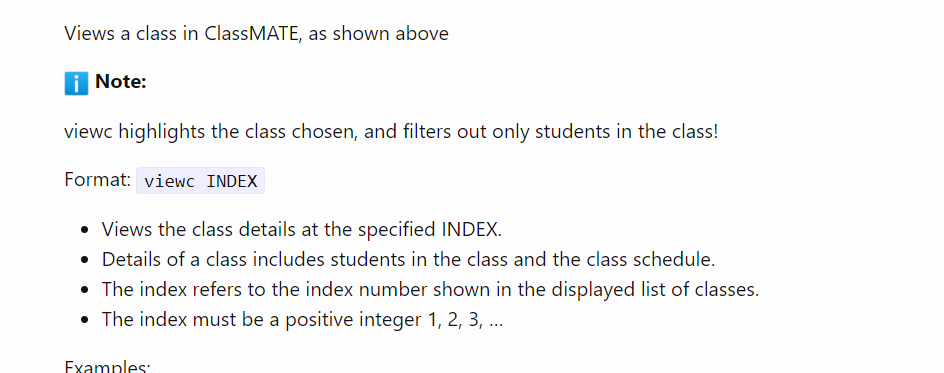 Views a class in ClassMATE, as shown above
ℹ️ Note:
viewc highlights the class chosen, and filters out only students in the class!
Format: viewc INDEX
• Views the class details at the specified INDEX.
• Details of a class includes students in the class and the class schedule.
• The index refers to the index number shown in the displayed list of classes.
• The index must be a positive integer 1, 2, 3, …
Examples: